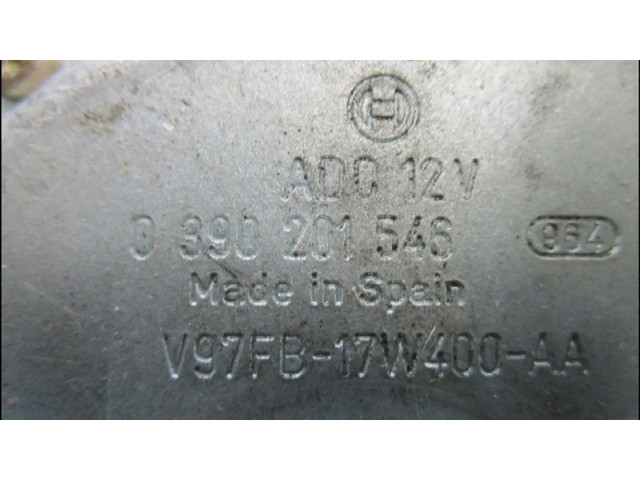 ADO 12V
0 390 201 546 964
Made in Spain
V97FB-17W400-AA